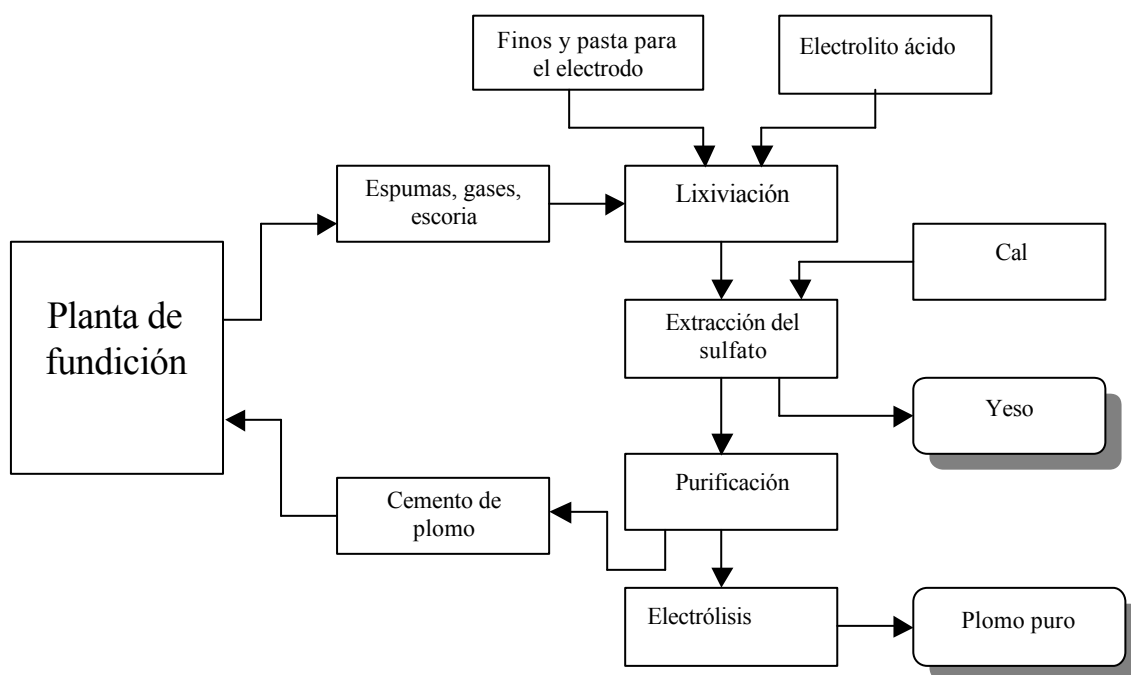 Finos y pasta para
el electrodo
Electrolito ácido
Espumas, gases,
escoria
Lixiviación
Planta de
fundición
Cal
Extracción del
sulfato
Yeso
Purificación
Cemento de
plomo
Electrólisis
Plomo puro